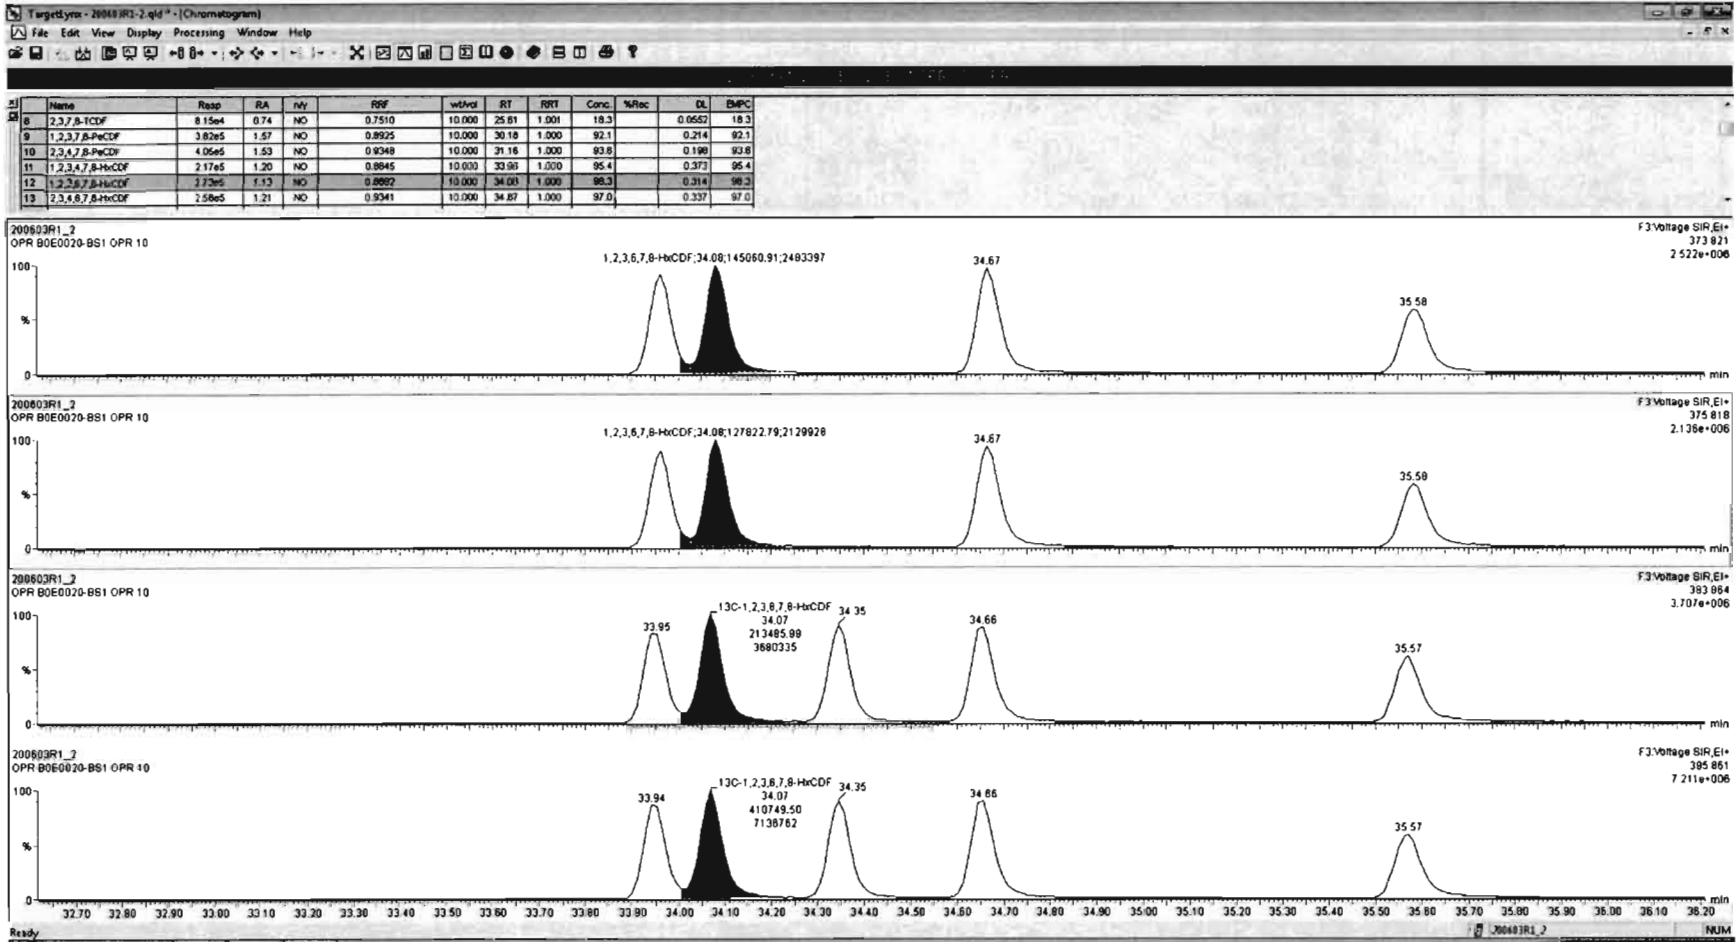 TargetLynx - 200603R1-2.qld * - [Chromatogram]
File Edit View Display Processing Window Help
Name Resp RA n/y RRF wt/vol RT RRT Conc. %Rec DL EMPC
8 2,3,7,8-TCDF 8.15e4 0.74 NO 0.7510 10.000 25.61 1.001 18.3 0.0552 18.3
9 1,2,3,7,8-PeCDF 3.82e5 1.57 NO 0.8925 10.000 30.18 1.000 92.1 0.214 92.1
10 2,3,4,7,8-PeCDF 4.05e5 1.53 NO 0.9348 10.000 31.16 1.000 93.8 0.198 93.8
11 1,2,3,4,7,8-HxCDF 2.17e5 1.20 NO 0.8845 10.000 33.96 1.000 95.4 0.373 95.4
12 1,2,3,6,7,8-HxCDF 2.73e5 1.13 NO 10.000 34.08 1.000 98.3 0.314 98.3
13 2,3,4,6,7,8-HxCDF 2.58e5 1.21 NO 0.9341 10.000 34.67 1.000 97.0 0.337 97.0
200603R1_2
OPR B0E0020-BS1 OPR 10
F3:Voltage SIR,EI+
373.821
2.522e+006
1,2,3,6,7,8-HxCDF;34.08;145060.91;2483397
34.67
35.58
100
%
0
min
200603R1_2
OPR B0E0020-BS1 OPR 10
F3:Voltage SIR,EI+
375.818
2.136e+006
1,2,3,6,7,8-HxCDF;34.08;127822.79;2129928
34.67
35.58
100
%
0
min
200603R1_2
OPR B0E0020-BS1 OPR 10
F3:Voltage SIR,EI+
383.864
3.707e+006
13C-1,2,3,6,7,8-HxCDF
34.07
213485.98
3680335
33.95
34.35
34.66
35.57
100
%
0
min
200603R1_2
OPR B0E0020-BS1 OPR 10
F3:Voltage SIR,EI+
385.861
7.211e+006
13C-1,2,3,6,7,8-HxCDF
34.07
410749.50
7136762
33.94
34.35
34.66
35.57
100
%
0
min
32.70 32.80 32.90 33.00 33.10 33.20 33.30 33.40 33.50 33.60 33.70 33.80 33.90 34.00 34.10 34.20 34.30 34.40 34.50 34.60 34.70 34.80 34.90 35.00 35.10 35.20 35.30 35.40 35.50 35.60 35.70 35.80 35.90 36.00 36.10 36.20
Ready
200603R1_2
NUM